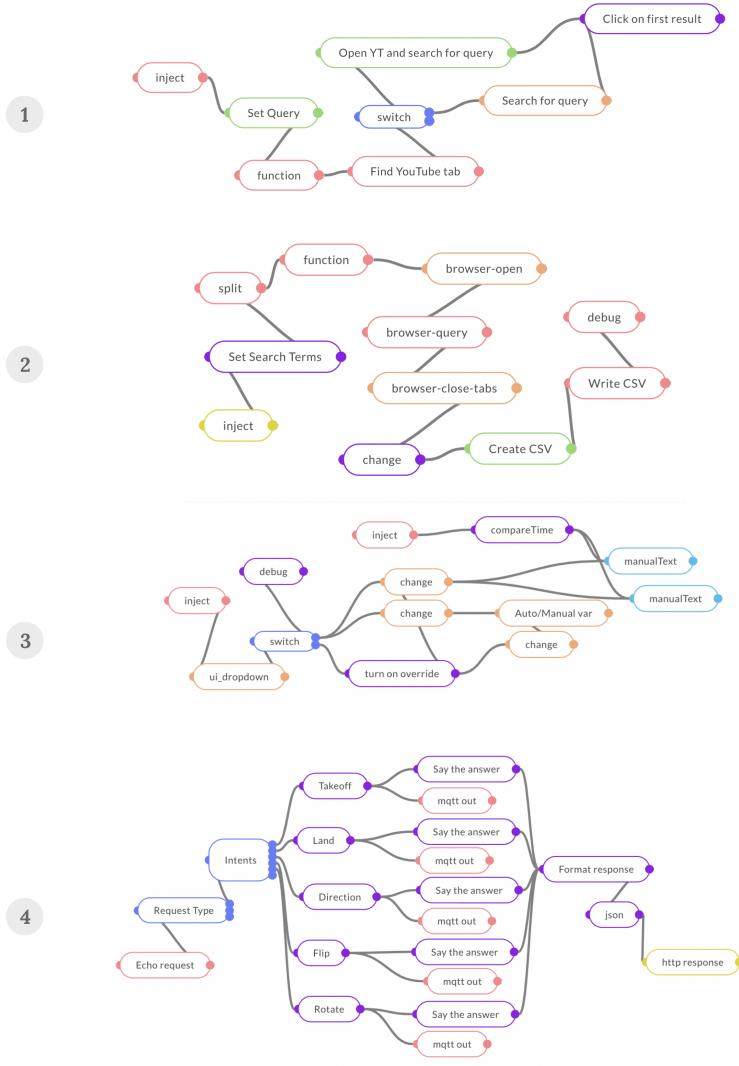 1
Click on first result
Open YT and search for query
inject
Search for query
Set Query
switch
function
Find YouTube tab
2
function
browser-open
split
debug
browser-query
Set Search Terms
Write CSV
browser-close-tabs
inject
Create CSV
change
3
inject
compareTime
manualText
debug
change
inject
manualText
change
Auto/Manual var
switch
change
ui_dropdown
turn on override
4
Say the answer
Takeoff
mqtt out
Say the answer
Land
Intents
mqtt out
Format response
Say the answer
Direction
Request Type
json
mqtt out
Flip
Say the answer
Echo request
http response
mqtt out
Rotate
Say the answer
mqtt out